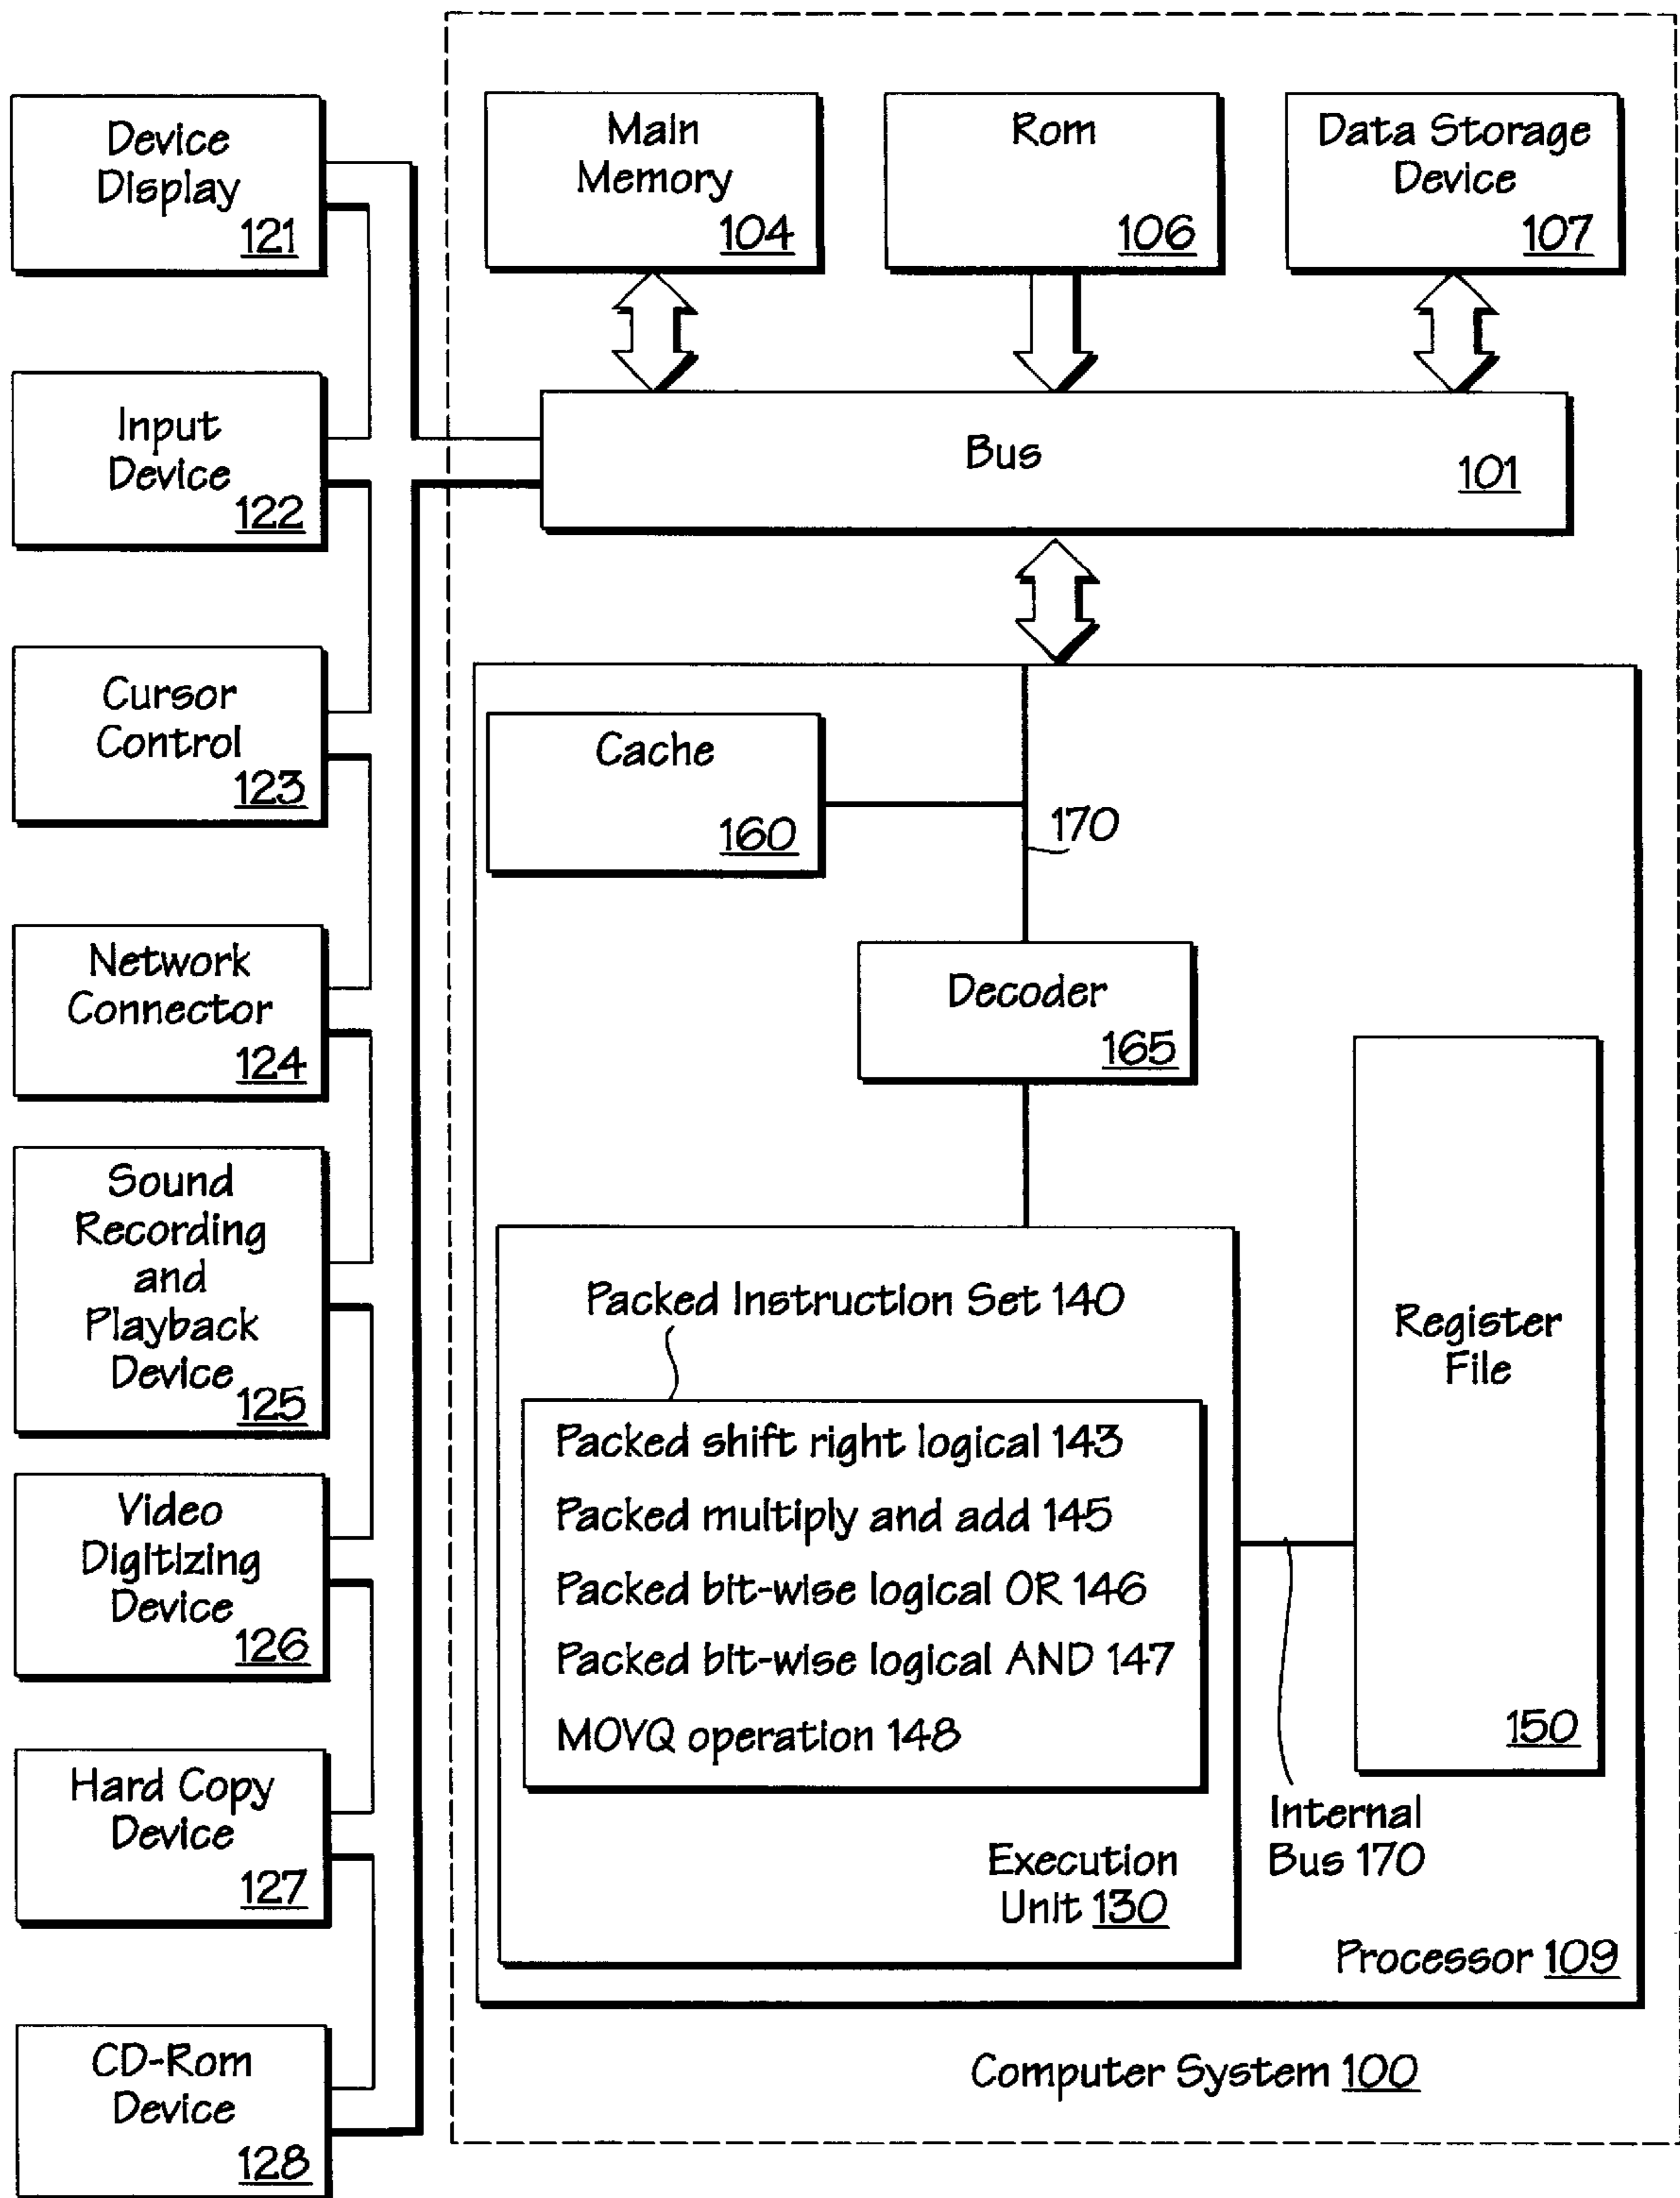 Device
Display
121
Input
Device
122
Cursor
Control
123
Network
Connector
124
Sound
Recording
and
Playback
Device
125
Video
Digitizing
Device
126
Hard Copy
Device
127
CD-Rom
Device
128
Main
Memory
104
Rom
106
Data Storage
Device
107
Bus
101
Cache
160
170
Decoder
165
Packed Instruction Set 140
Packed shift right logical 143
Packed multiply and add 145
Packed bit-wise logical OR 146
Packed bit-wise logical AND 147
MOVQ operation 148
Execution
Unit 130
Register
File
150
Internal
Bus 170
Processor 109
Computer System 100